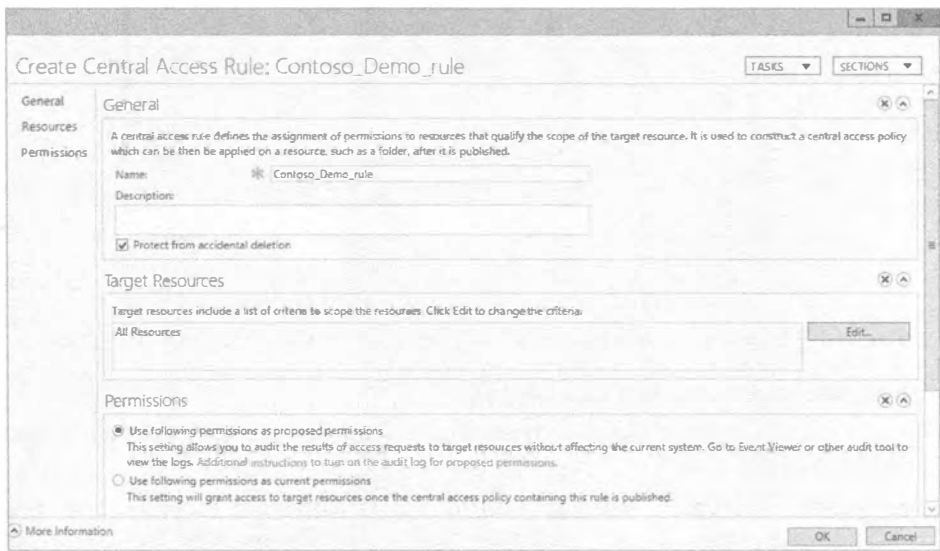 Create Central Access Rule: Contoso_Demo_rule
TASKS
SECTIONS
General
Resources
Permissions
General
A central access rule defines the assignment of permissions to resources that qualify the scope of the target resource. It is used to construct a central access policy
which can be then be applied on a resource, such as a folder, after it is published.
Name:
Contoso_Demo_rule
Description:
Protect from accidental deletion
Target Resources
Target resources include a list of criteria to scope the resources. Click Edit to change the criteria.
All Resources
Edit...
Permissions
Use following permissions as proposed permissions
This setting allows you to audit the results of access requests to target resources without affecting the current system. Go to Event Viewer or other audit tool to
view the logs. Additional instructions to turn on the audit log for proposed permissions.
Use following permissions as current permissions
This setting will grant access to target resources once the central access policy containing this rule is published.
More Information
OK
Cancel